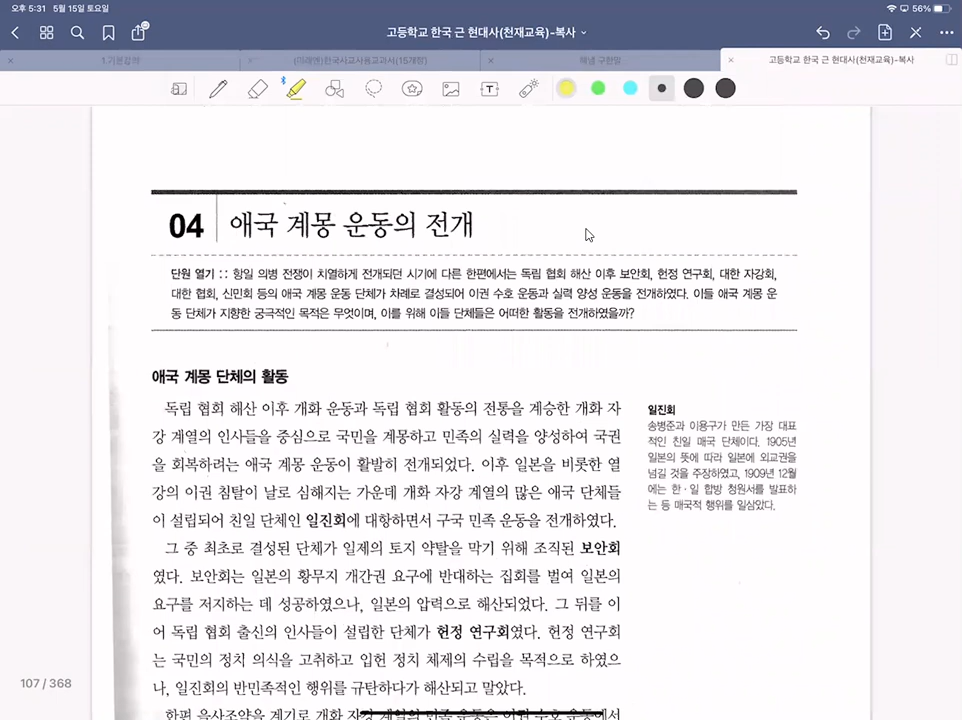 오후 5:31 5월 15일 토요일
56%
고등학교 한국 근 현대사(천재교육)-복사
1.기본강의
(미래엔)한국사교사용교과서(15개정)
해냄 구한말
고등학교 한국 근 현대사(천재교육)-복사
04 애국 계몽 운동의 전개
단원 열기 :: 항일 의병 전쟁이 치열하게 전개되던 시기에 다른 한편에서는 독립 협회 해산 이후 보안회, 헌정 연구회, 대한 자강회,
대한 협회, 신민회 등의 애국 계몽 운동 단체가 차례로 결성되어 이권 수호 운동과 실력 양성 운동을 전개하였다. 이들 애국 계몽 운
동 단체가 지향한 궁극적인 목적은 무엇이며, 이를 위해 이들 단체들은 어떠한 활동을 전개하였을까?
애국 계몽 단체의 활동
독립 협회 해산 이후 개화 운동과 독립 협회 활동의 전통을 계승한 개화 자
강 계열의 인사들을 중심으로 국민을 계몽하고 민족의 실력을 양성하여 국권
을 회복하려는 애국 계몽 운동이 활발히 전개되었다. 이후 일본을 비롯한 열
강의 이권 침탈이 날로 심해지는 가운데 개화 자강 계열의 많은 애국 단체들
이 설립되어 친일 단체인 일진회에 대항하면서 구국 민족 운동을 전개하였다.
그 중 최초로 결성된 단체가 일제의 토지 약탈을 막기 위해 조직된 보안회
였다. 보안회는 일본의 황무지 개간권 요구에 반대하는 집회를 벌여 일본의
요구를 저지하는 데 성공하였으나, 일본의 압력으로 해산되었다. 그 뒤를 이
어 독립 협회 출신의 인사들이 설립한 단체가 헌정 연구회였다. 헌정 연구회
는 국민의 정치 의식을 고취하고 입헌 정치 체제의 수립을 목적으로 하였으
나, 일진회의 반민족적인 행위를 규탄하다가 해산되고 말았다.
한편 을사조약을 계기로 개화 자강 계열의 민족 운동은 이권 수호 운동에서
일진회
송병준과 이용구가 만든 가장 대표
적인 친일 매국 단체이다. 1905년
일본의 뜻에 따라 일본에 외교권을
넘길 것을 주장하였고, 1909년 12월
에는 한·일 합방 청원서를 발표하
는 등 매국적 행위를 일삼았다.
107 / 368